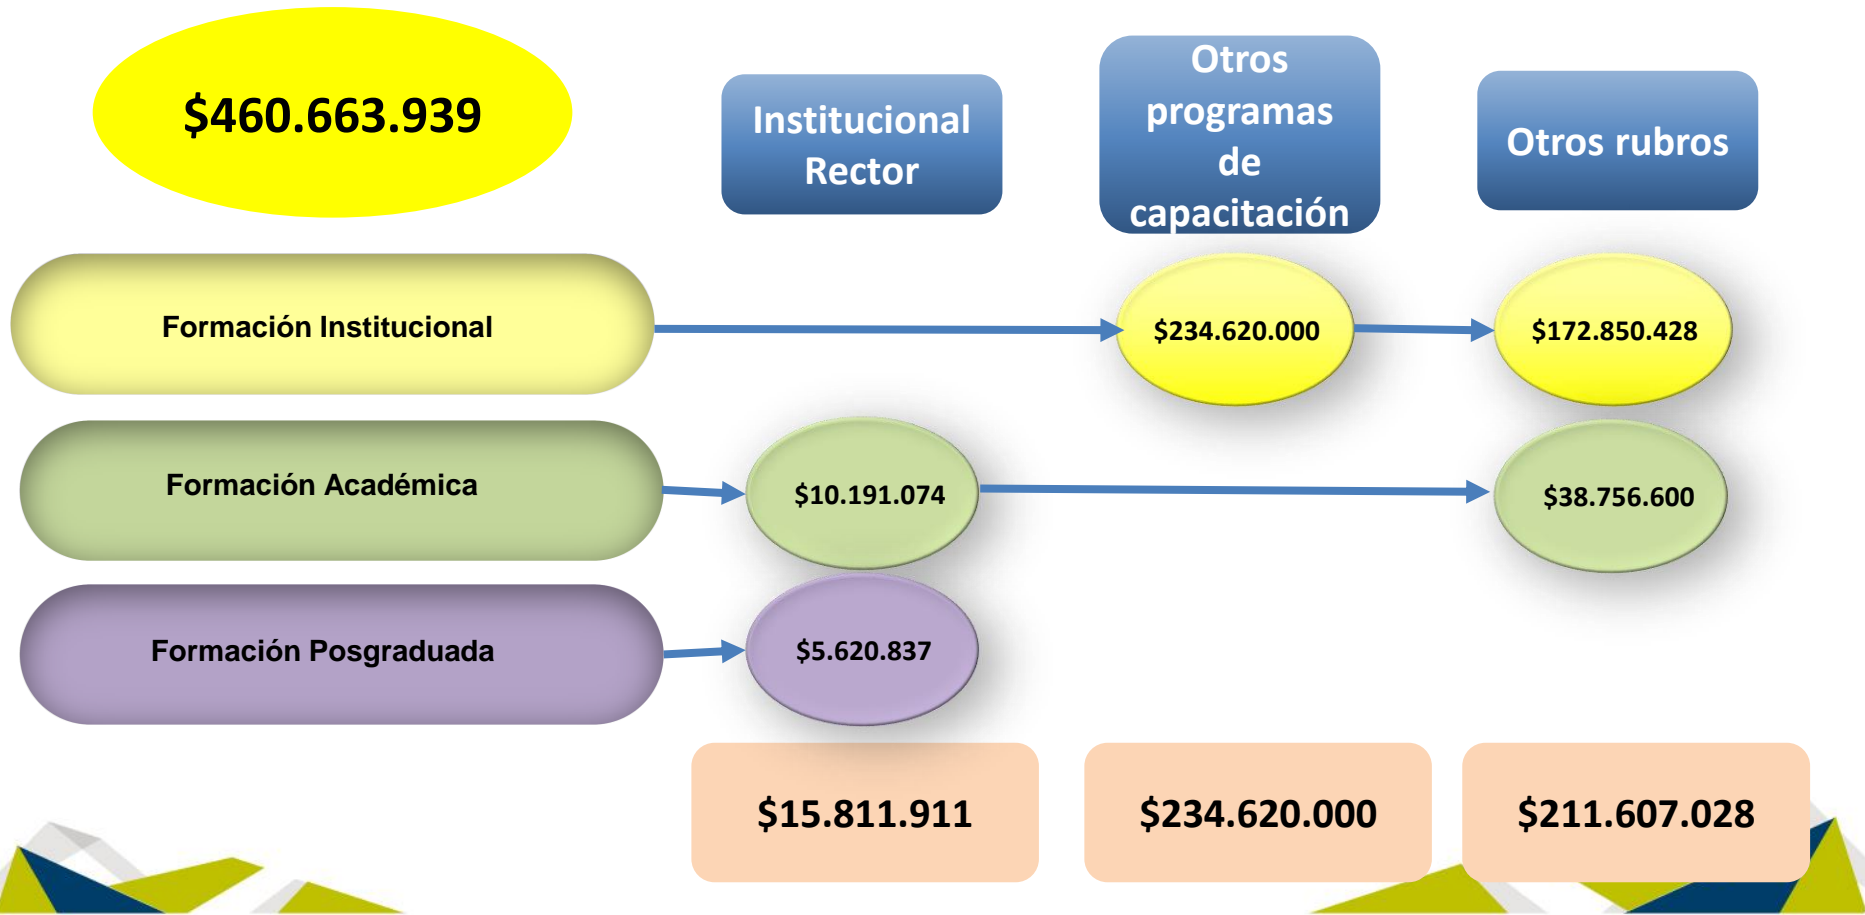 $460.663.939
Institucional
Rector
Otros
programas
de
capacitación
Otros rubros
Formación Institucional
$234.620.000
$172.850.428
Formación Académica
$10.191.074
$38.756.600
Formación Posgraduada
$5.620.837
$15.811.911
$234.620.000
$211.607.028